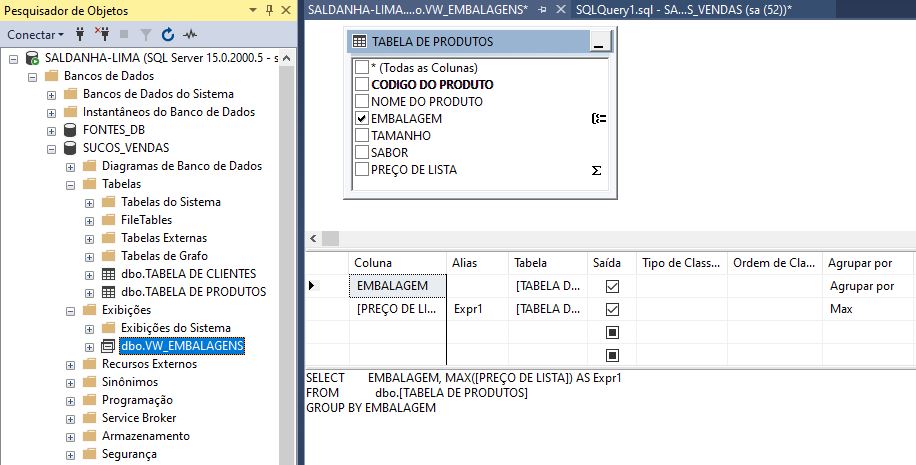 Pesquisador de Objetos
Conectar
SALDANHA-LIMA (SQL Server 15.0.2000.5 - s
Bancos de Dados
Bancos de Dados do Sistema
Instantâneos do Banco de Dados
FONTES_DB
SUCOS_VENDAS
Diagramas de Banco de Dados
Tabelas
Tabelas do Sistema
FileTables
Tabelas Externas
Tabelas de Grafo
dbo.TABELA DE CLIENTES
dbo.TABELA DE PRODUTOS
Exibições
Exibições do Sistema
dbo.VW_EMBALAGENS
Recursos Externos
Sinônimos
Programação
Service Broker
Armazenamento
Segurança
SALDANHA-LIMA....o.VW_EMBALAGENS* SQLQuery1.sql - SA...S_VENDAS (sa (52))*
TABELA DE PRODUTOS
* (Todas as Colunas)
CODIGO DO PRODUTO
NOME DO PRODUTO
EMBALAGEM
TAMANHO
SABOR
PREÇO DE LISTA
Coluna Alias Tabela Saída Tipo de Class... Ordem de Cla... Agrupar por
EMBALAGEM [TABELA D... Agrupar por
[PREÇO DE LI... Expr1 [TABELA D... Max
SELECT EMBALAGEM, MAX([PREÇO DE LISTA]) AS Expr1
FROM dbo.[TABELA DE PRODUTOS]
GROUP BY EMBALAGEM